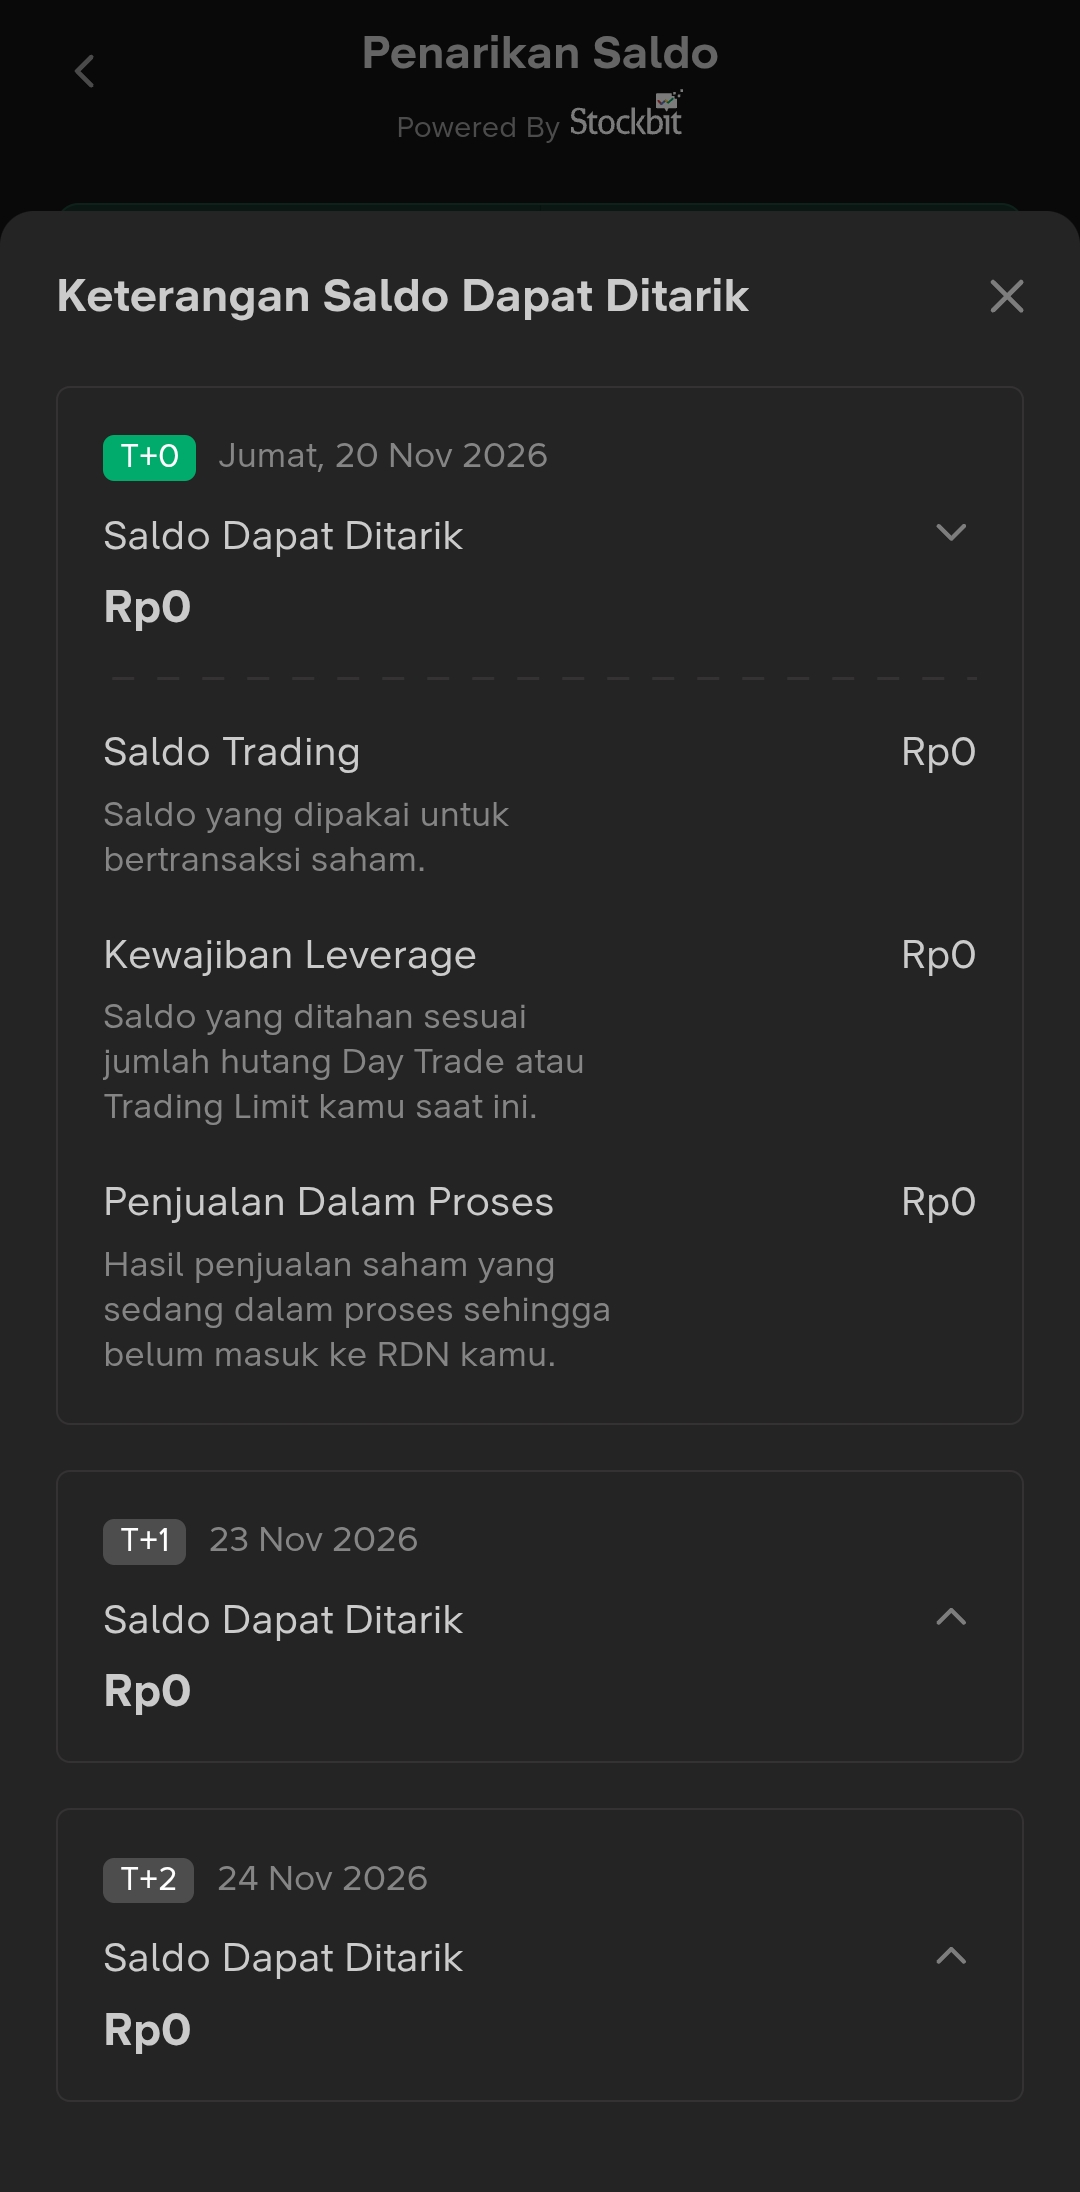 Penarikan Saldo
Powered By Stockbit
Keterangan Saldo Dapat Ditarik
T+0 Jumat, 20 Nov 2026
Saldo Dapat Ditarik
Rp0
Saldo Trading Rp0
Saldo yang dipakai untuk
bertransaksi saham.
Kewajiban Leverage Rp0
Saldo yang ditahan sesuai
jumlah hutang Day Trade atau
Trading Limit kamu saat ini.
Penjualan Dalam Proses Rp0
Hasil penjualan saham yang
sedang dalam proses sehingga
belum masuk ke RDN kamu.
T+1 23 Nov 2026
Saldo Dapat Ditarik
Rp0
T+2 24 Nov 2026
Saldo Dapat Ditarik
Rp0